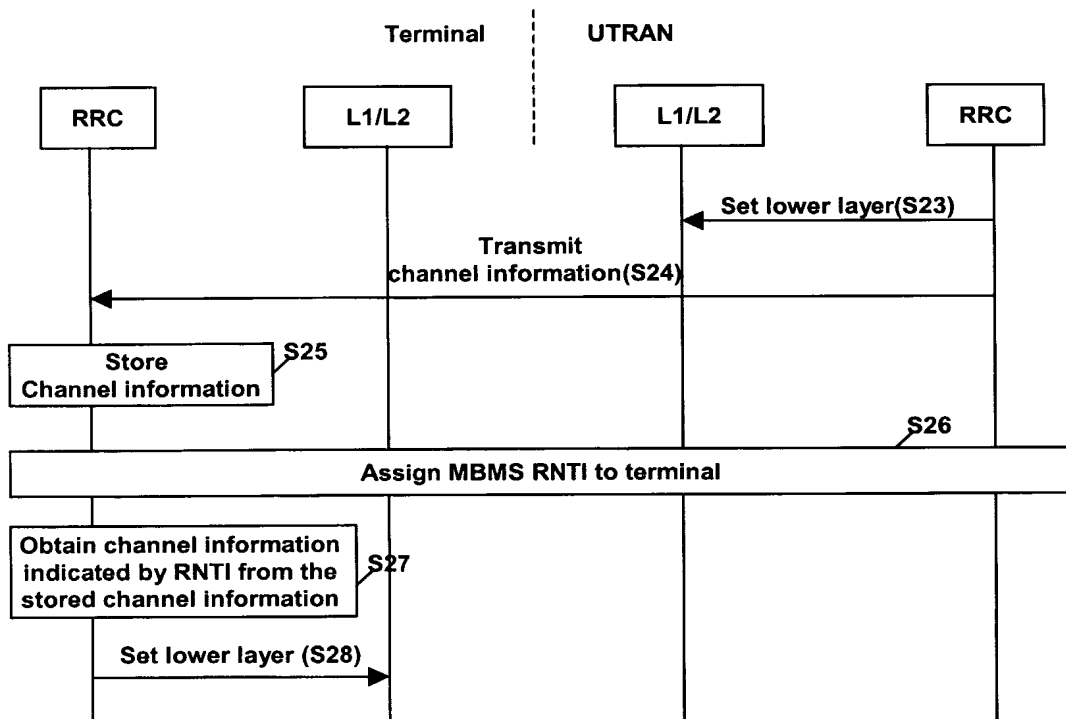 Terminal
UTRAN
RRC
L1/L2
L1/L2
RRC
Set lower layer(S23)
Transmit
channel information(S24)
Store
Channel information
S25
S26
Assign MBMS RNTI to terminal
Obtain channel information
indicated by RNTI from the
stored channel information
S27
Set lower layer (S28)